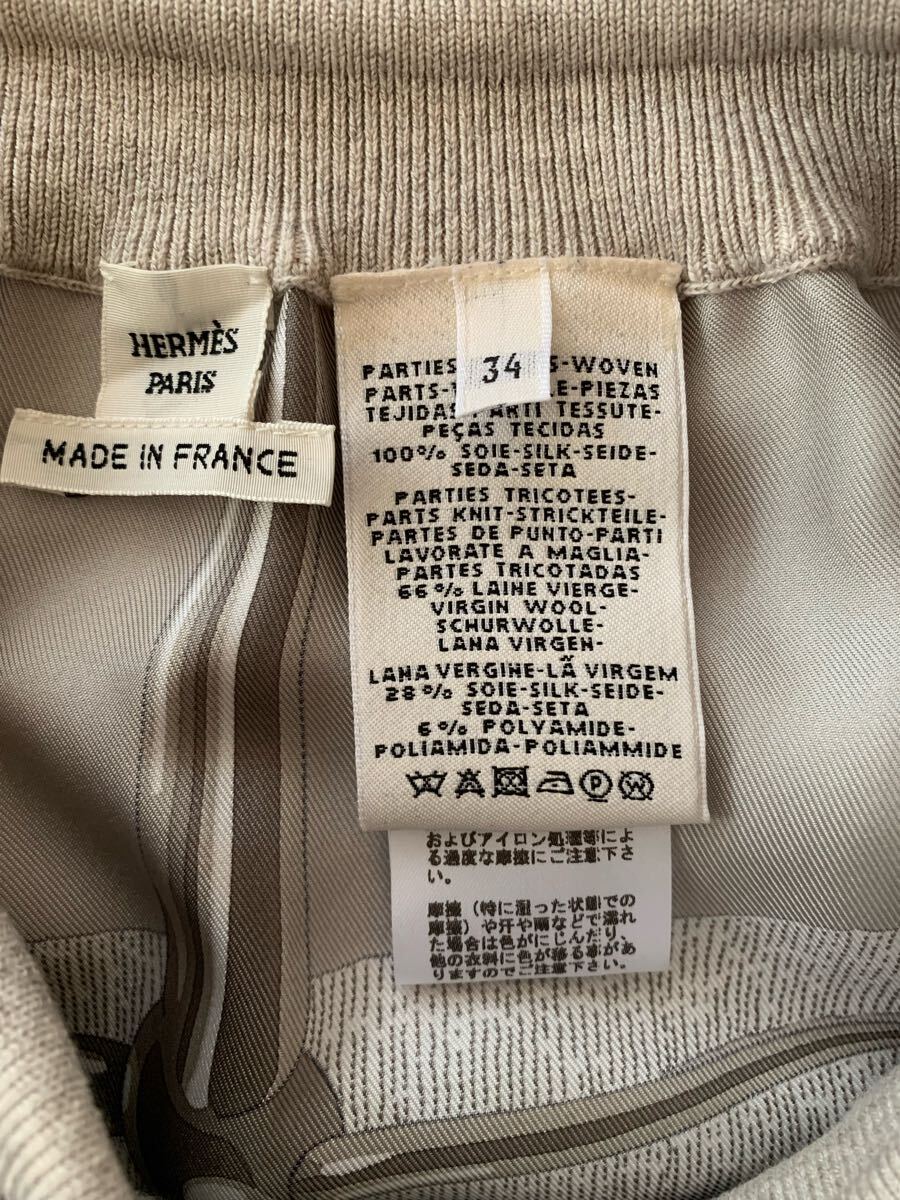 HERMÈS
PARIS
MADE IN FRANCE
34
PARTIES S-WOVEN
PARTS- E-PIEZAS
TEJIDAS PARTI TESSUTE-
PEÇAS TECIDAS
100% SOIE-SILK-SEIDE-
SEDA-SETA
PARTIES TRICOTEES-
PARTS KNIT-STRICKTEILE-
PARTES DE PUNTO-PARTI
LAVORATE A MAGLIA-
PARTES TRICOTADAS
66% LAINE VIERGE-
VIRGIN WOOL-
SCHURWOLLE-
LANA VIRGEN-
LANA VERGINE-LÃ VIRGEM
28% SOIE-SILK-SEIDE-
SEDA-SETA
6% POLYAMIDE-
POLIAMIDA-POLIAMMIDE
P W
およびアイロン処理等によ
る過度な摩擦にご注意下さ
い。
摩擦（特に湿った状態での
摩擦）や汗や雨などで濡れ
た場合は色がにじんだり、
他の衣料に色が移る事があ
りますのでご注意下さい。